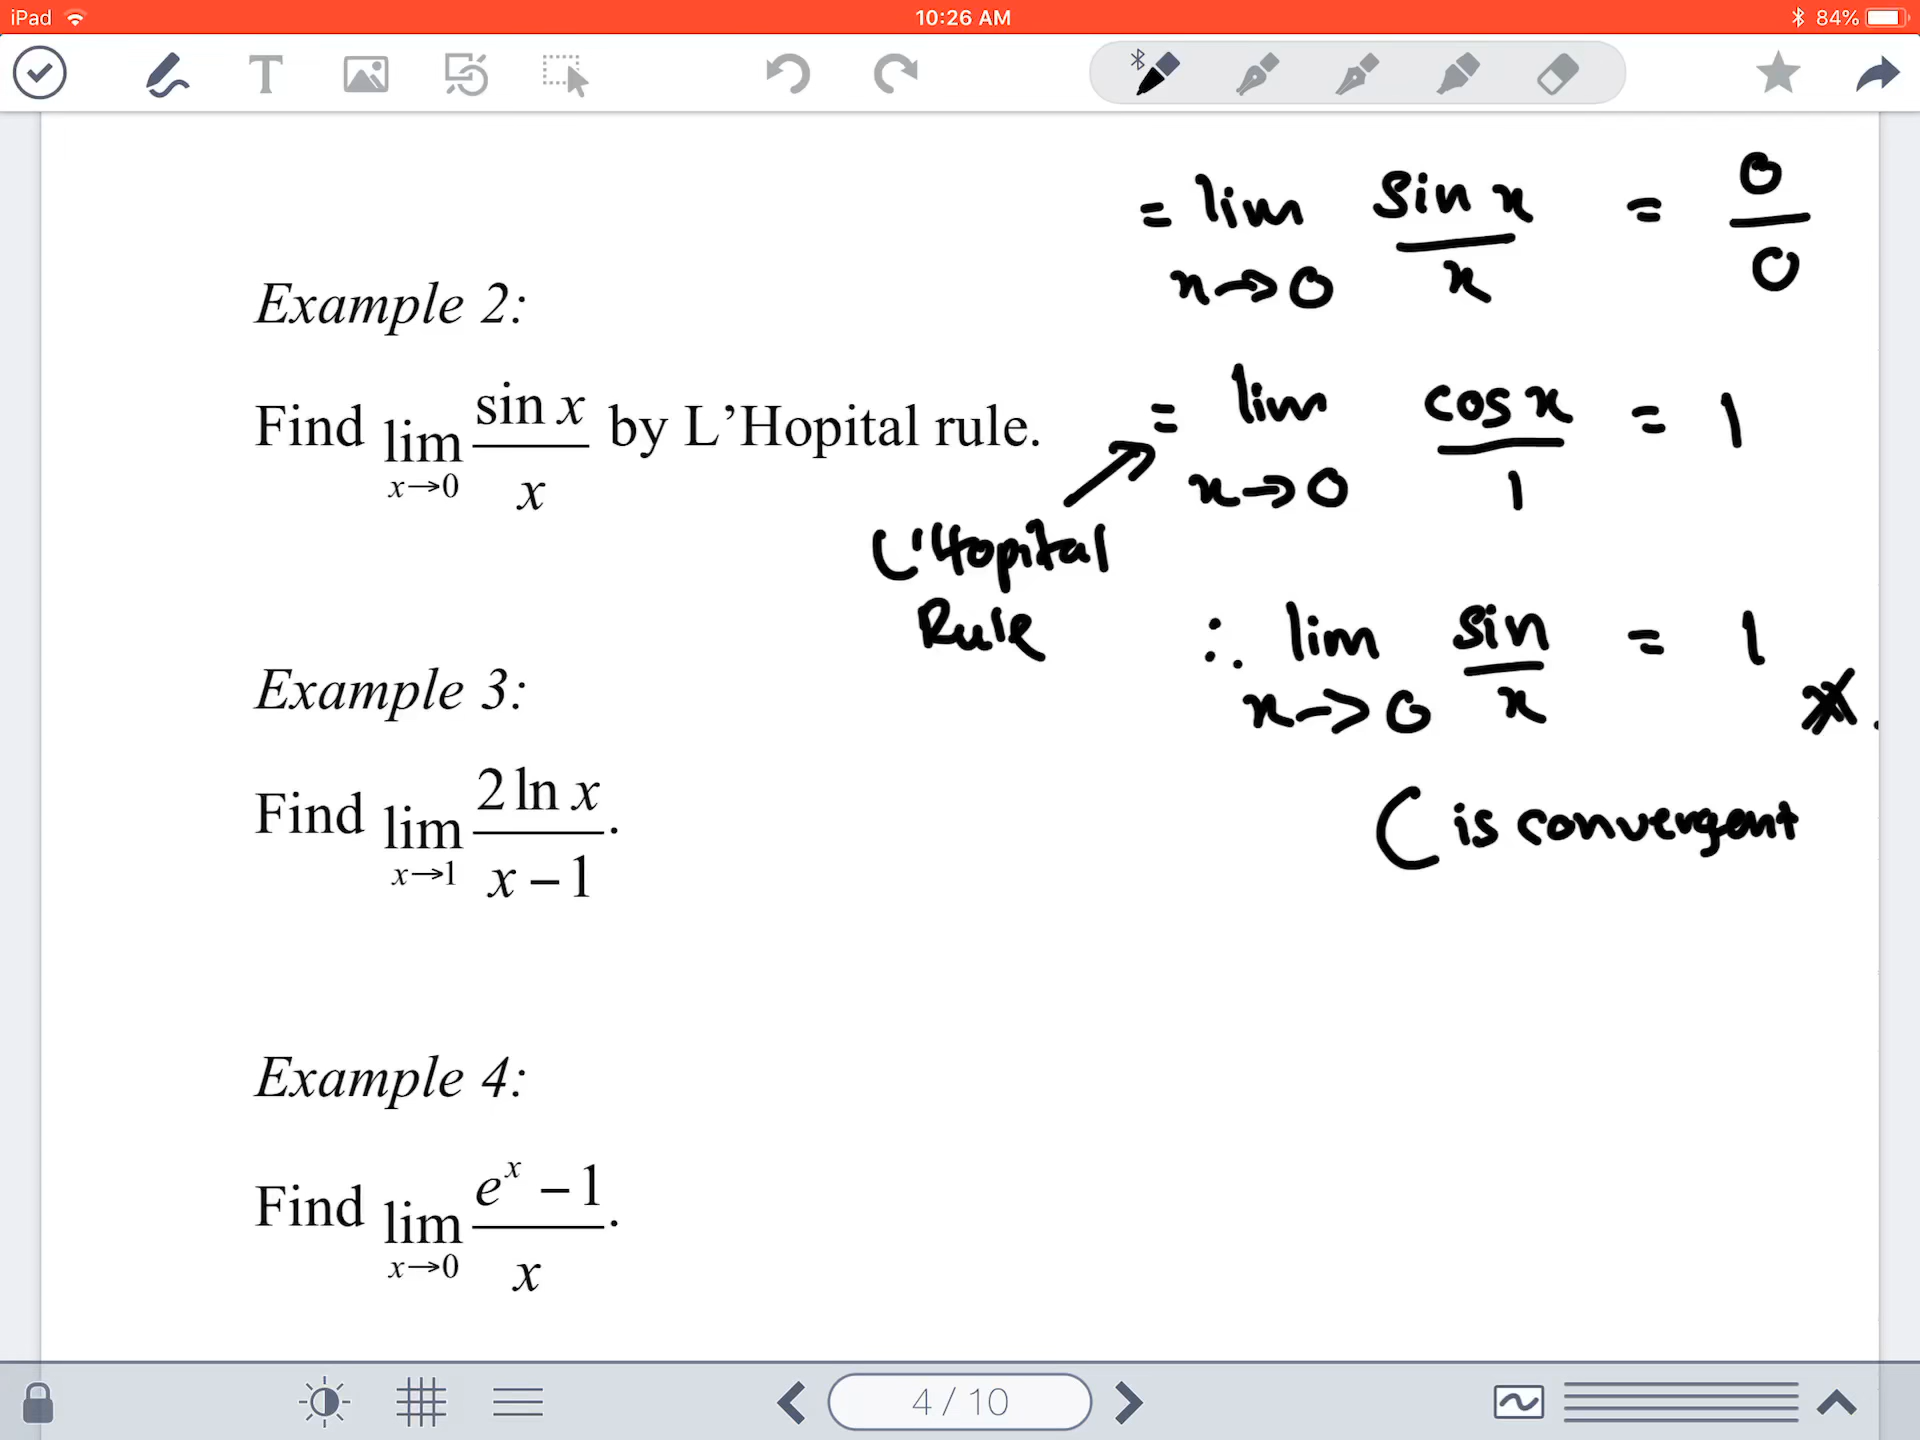 iPad 10:26 AM 84%
T
= lim sin x / x = 0/0
x→0
Example 2:
Find lim sin x / x by L’Hopital rule.
x→0
= lim cos x / 1 = 1
x→0
L'Hopital
Rule
∴ lim sin / x = 1
x→0
Example 3:
Find lim 2 ln x / x − 1.
x→1
( is convergent
Example 4:
Find lim eˣ − 1 / x.
x→0
4 / 10